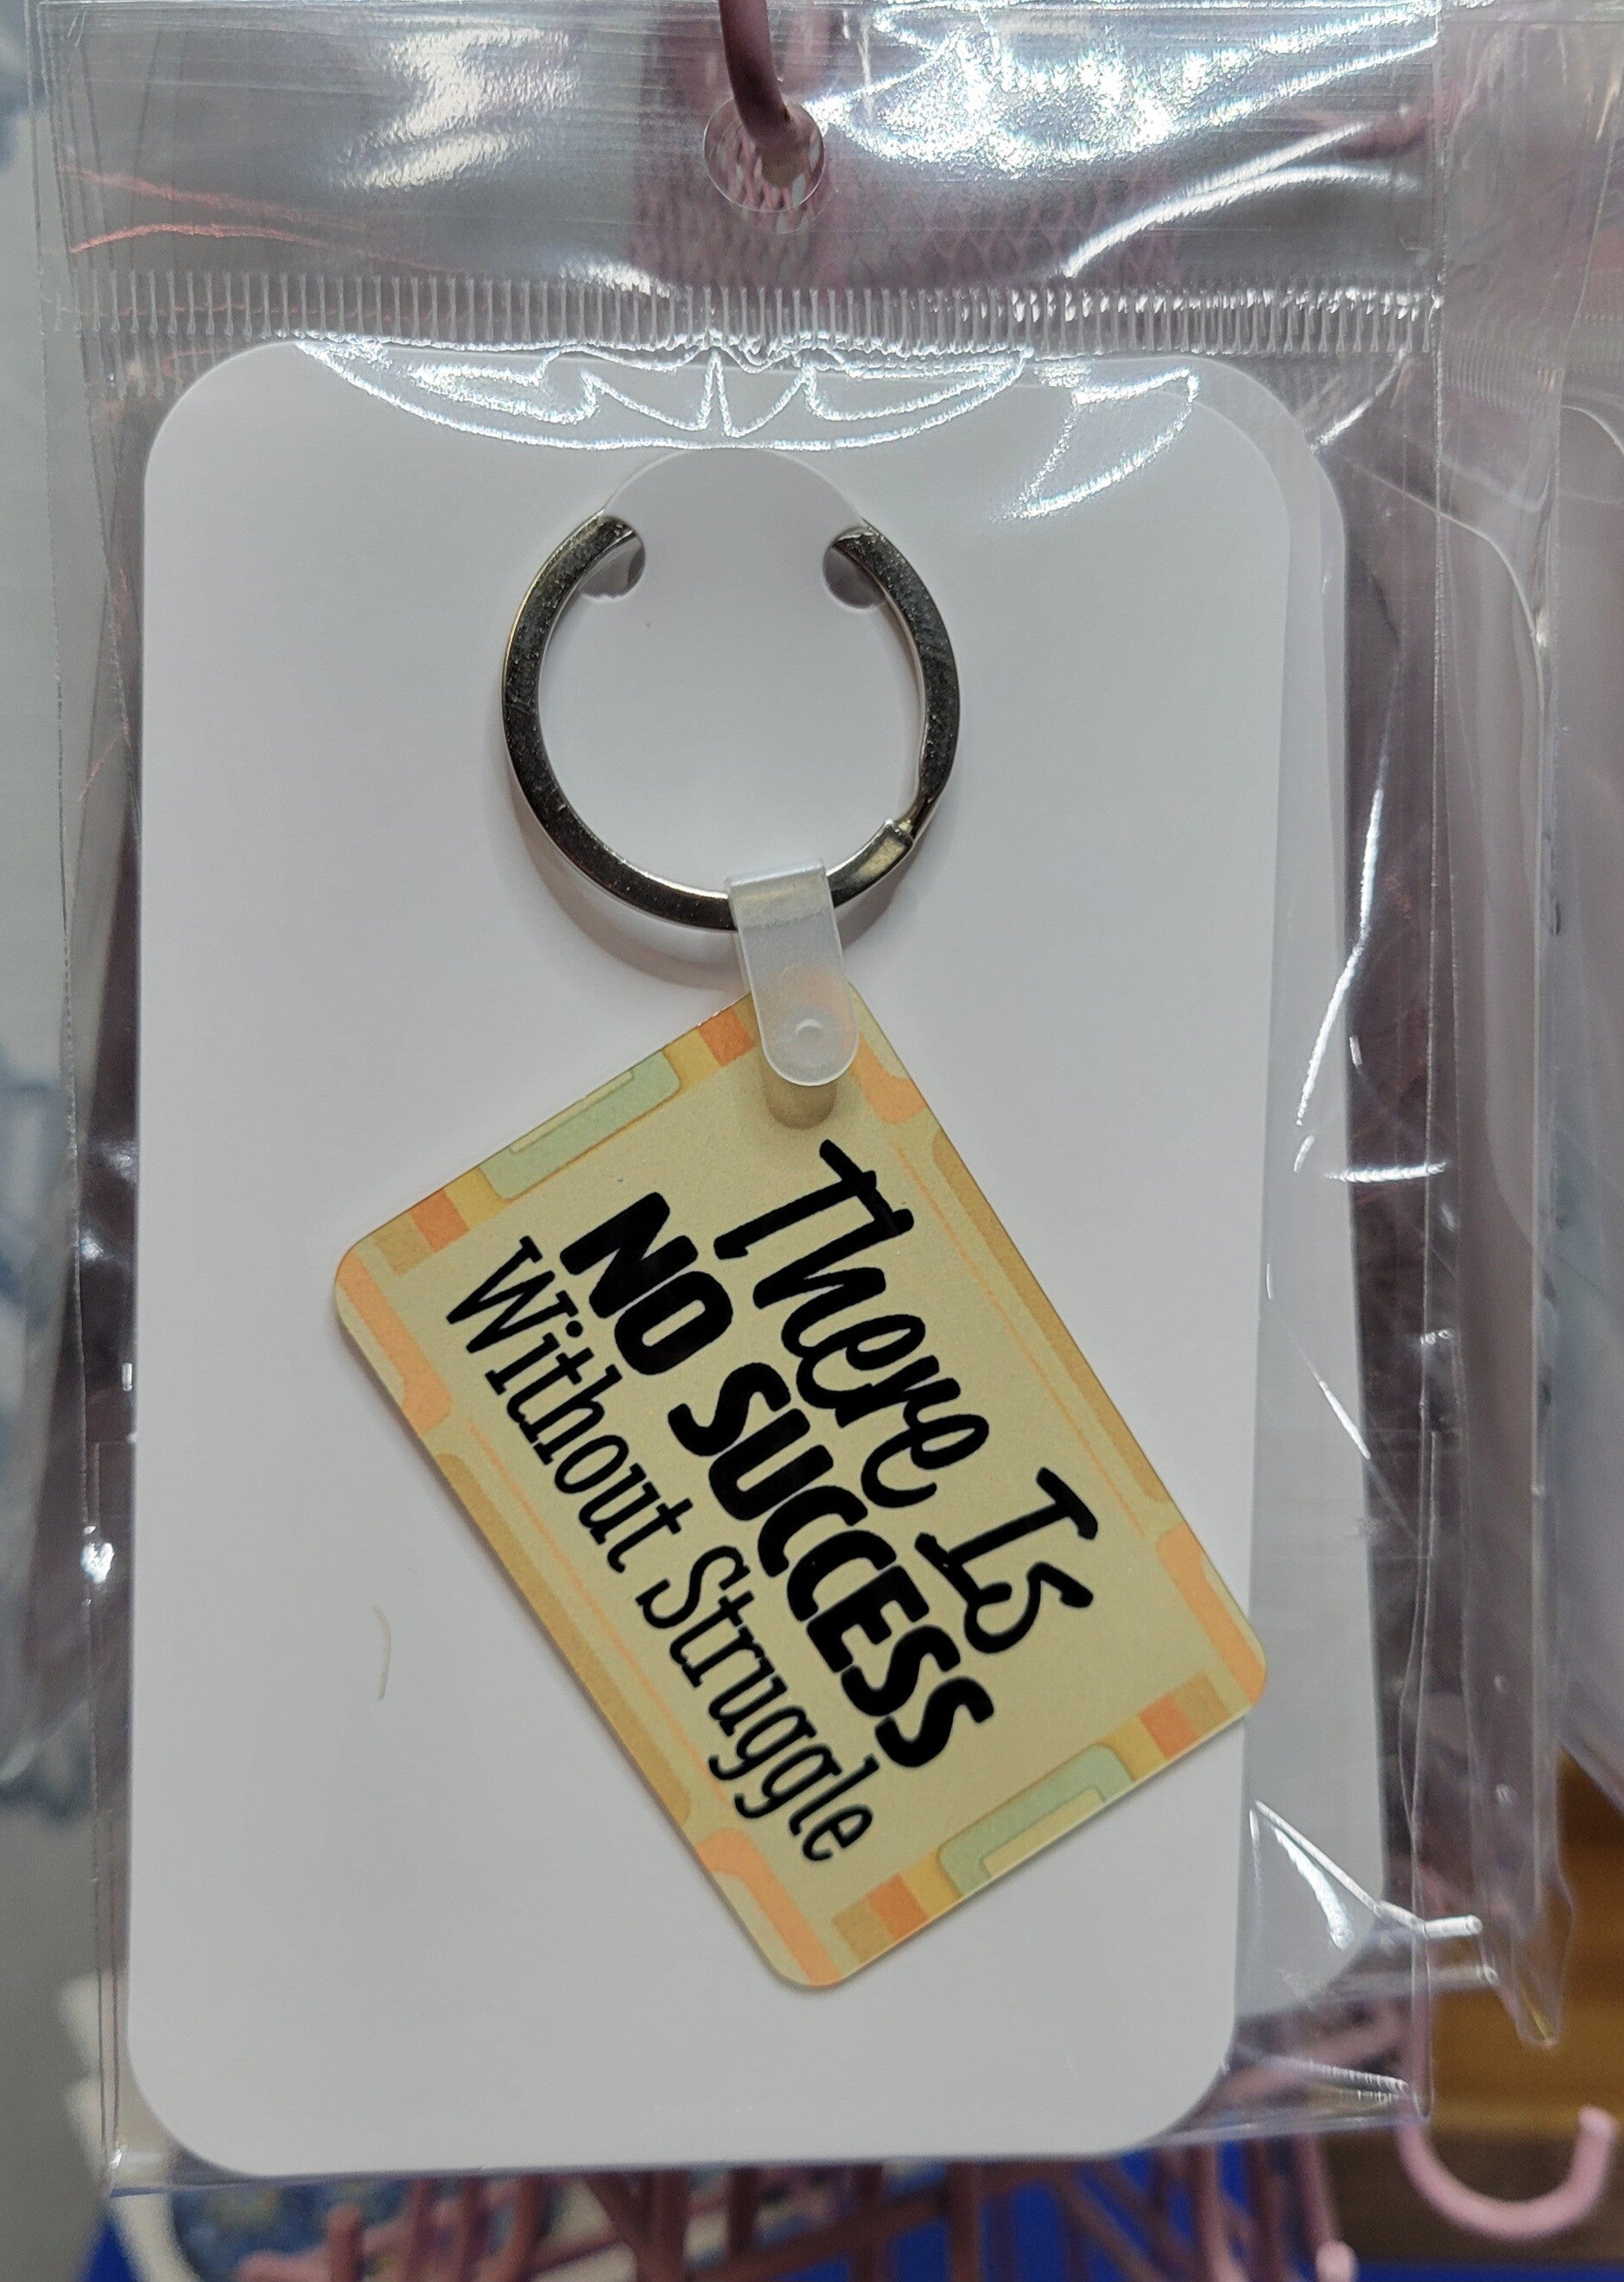 There Is
NO SUCCESS
Without Struggle